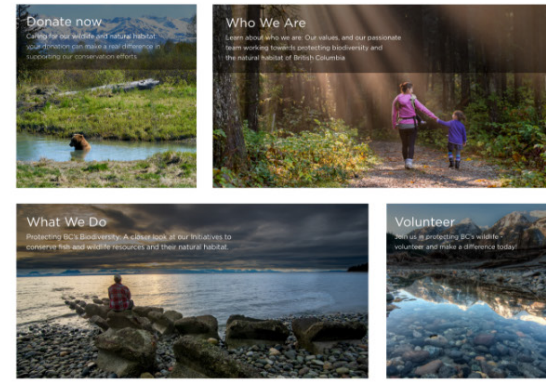 Donate now
Caring for our wildlife and natural habitat,
your donation can make a real difference in
supporting our conservation efforts
Who We Are
Learn about who we are: Our values, and our passionate
team working towards protecting biodiversity and
the natural habitat of British Columbia
What We Do
Protecting BC's Biodiversity: A closer look at our Initiatives to
conserve fish and wildlife resources and their natural habitat.
Volunteer
Join us in protecting BC's wildlife -
volunteer and make a difference today!